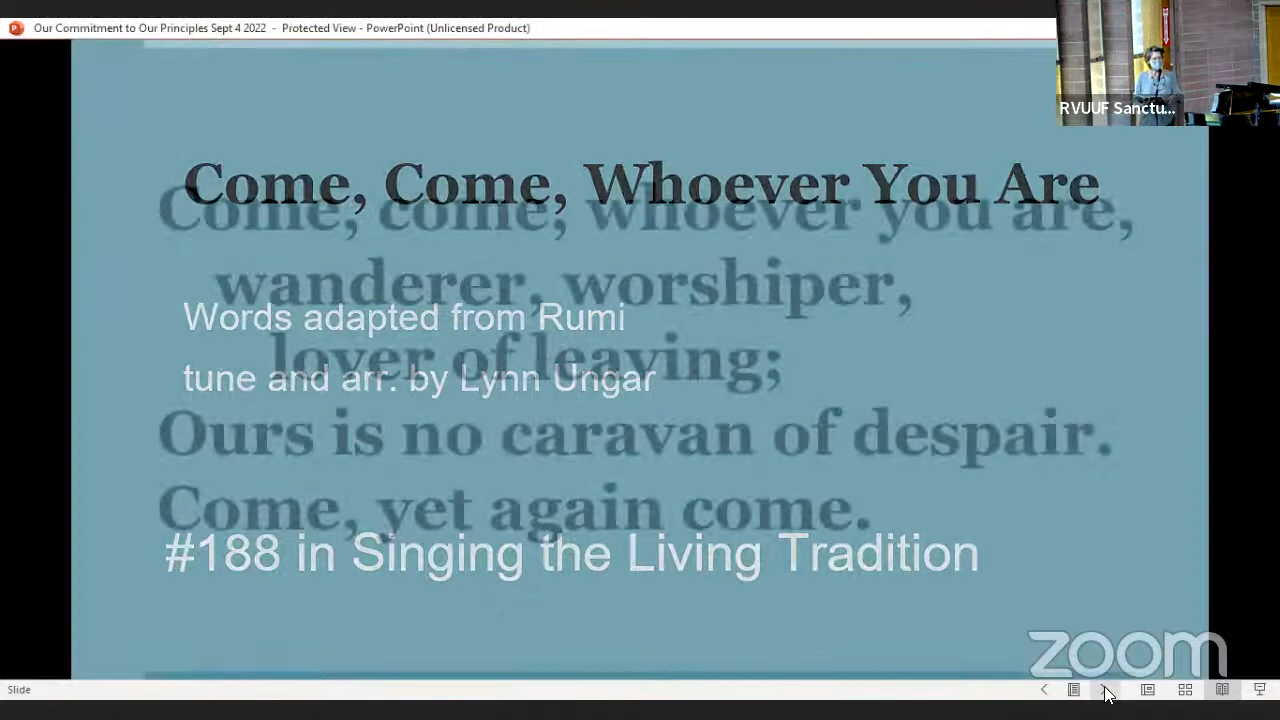 Our Commitment to Our Principles Sept 4 2022 - Protected View - PowerPoint (Unlicensed Product)
RVUUF Sanctu...
Come, Come, Whoever You Are
Come, come, whoever you are,
wanderer, worshiper,
Words adapted from Rumi
lover of leaving;
tune and arr. by Lynn Ungar
Ours is no caravan of despair.
Come, yet again come.
#188 in Singing the Living Tradition
zoom
Slide